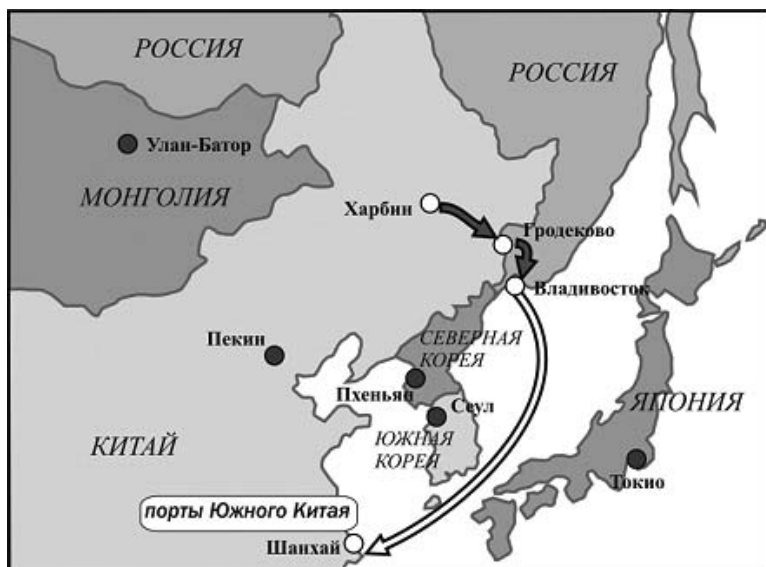 РОССИЯ
РОССИЯ
Улан-Батор
МОНГОЛИЯ
Харбин
Гродеково
Владивосток
Пекин
СЕВЕРНАЯ
КОРЕЯ
Пхеньян
Сеул
ЯПОНИЯ
КИТАЙ
ЮЖНАЯ
КОРЕЯ
Токио
порты Южного Китая
Шанхай